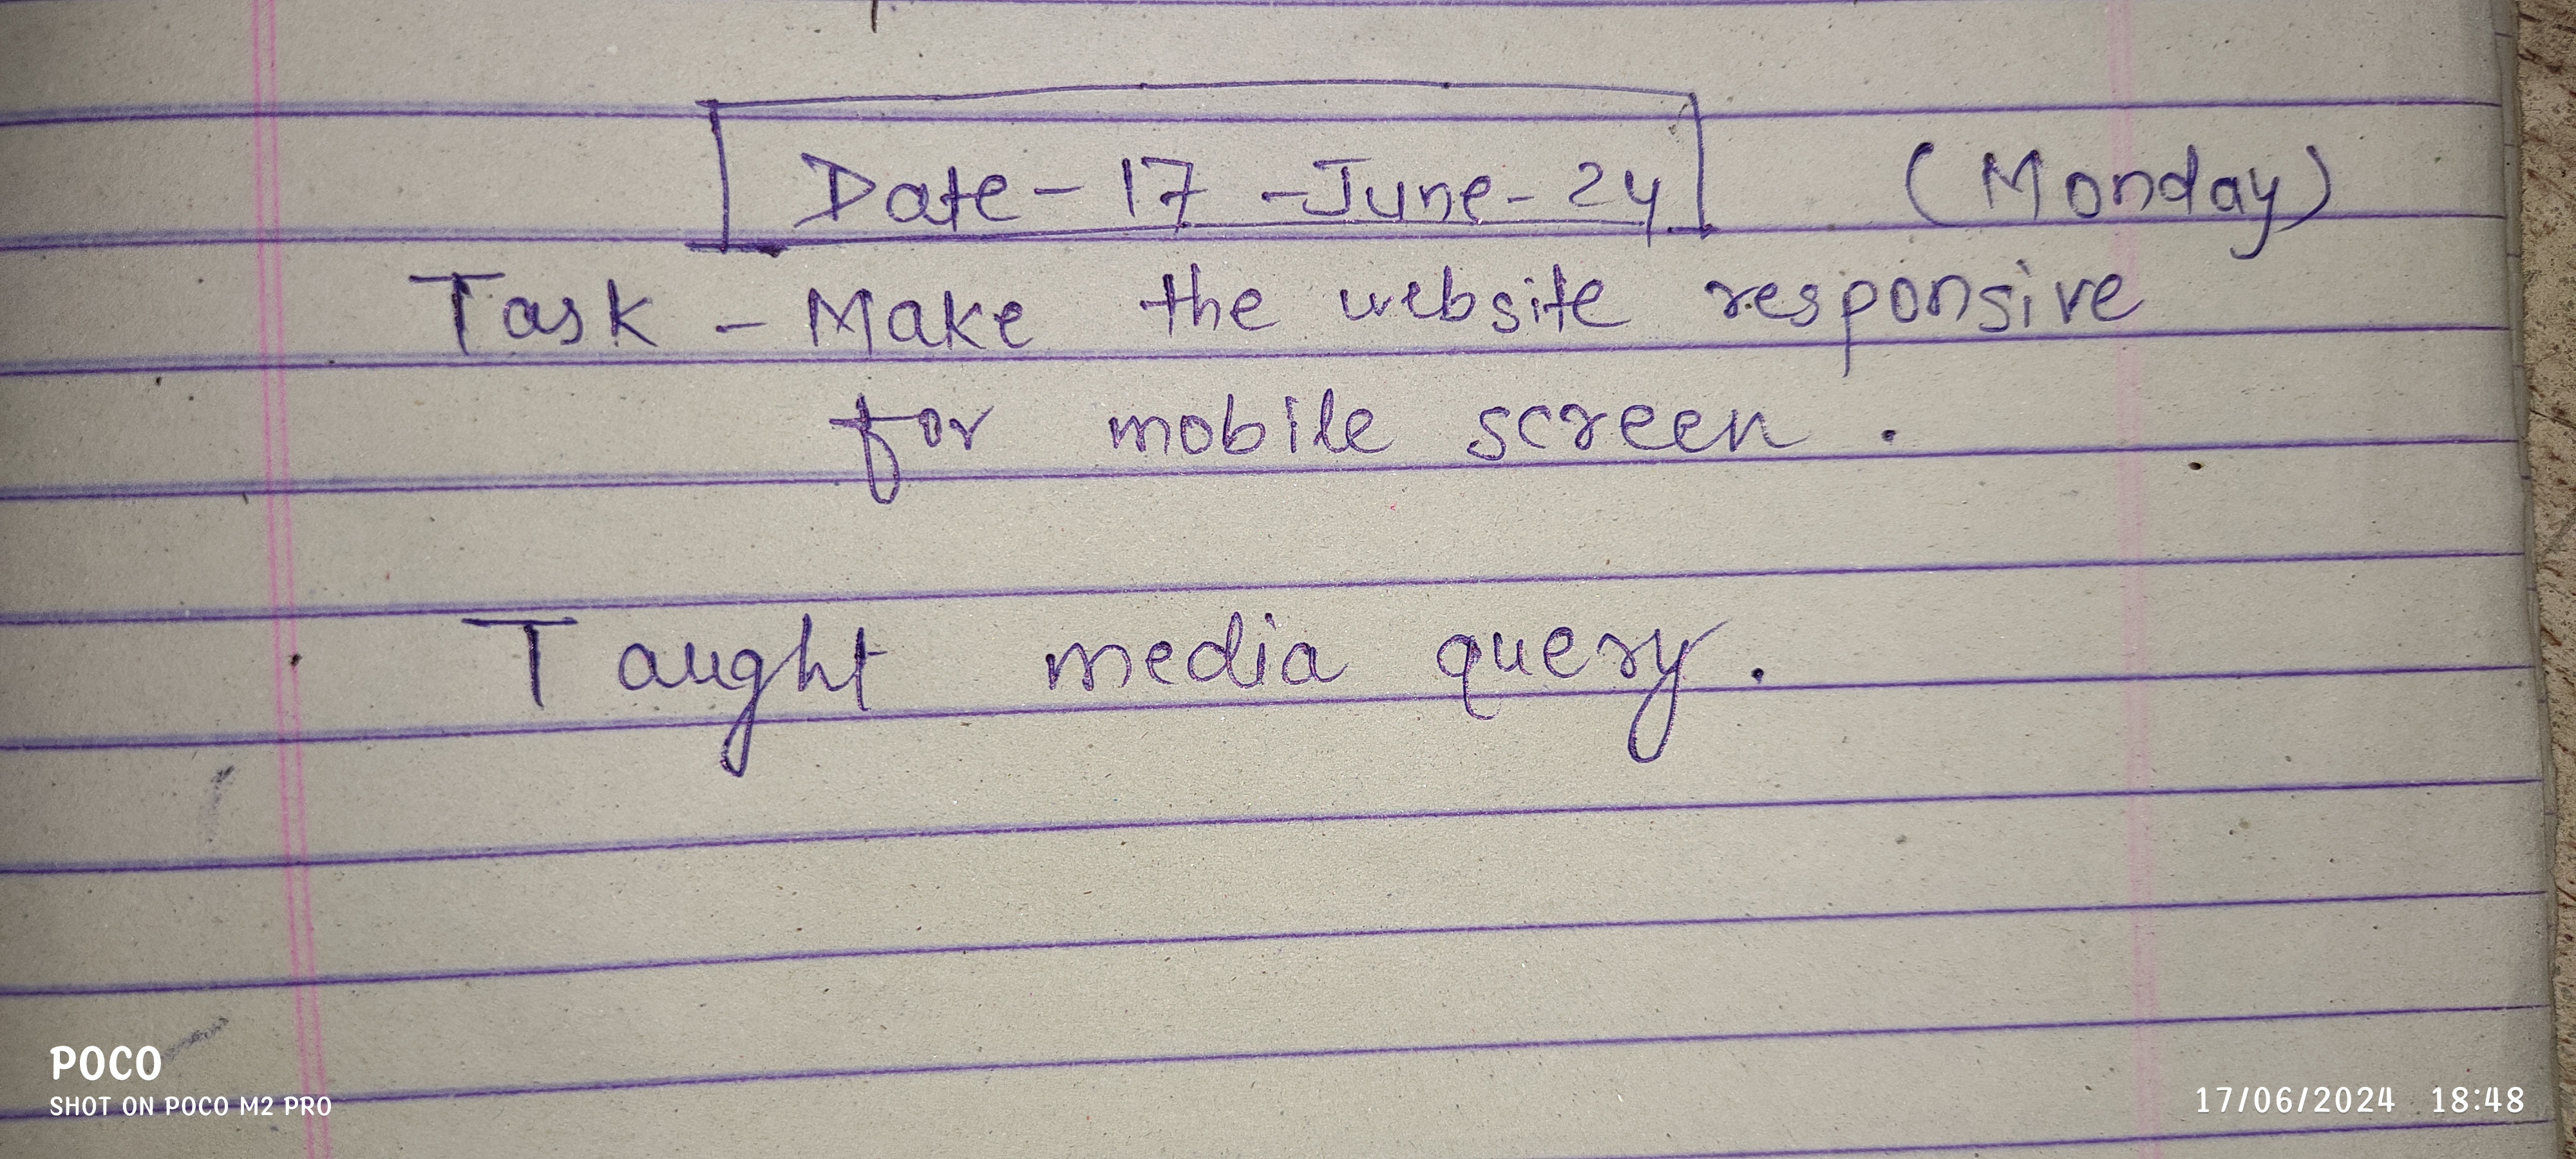 Date - 17 - June - 24 (Monday)
Task - Make the website responsive
for mobile screen .
Taught media query .
POCO
SHOT ON POCO M2 PRO
17/06/2024 18:48